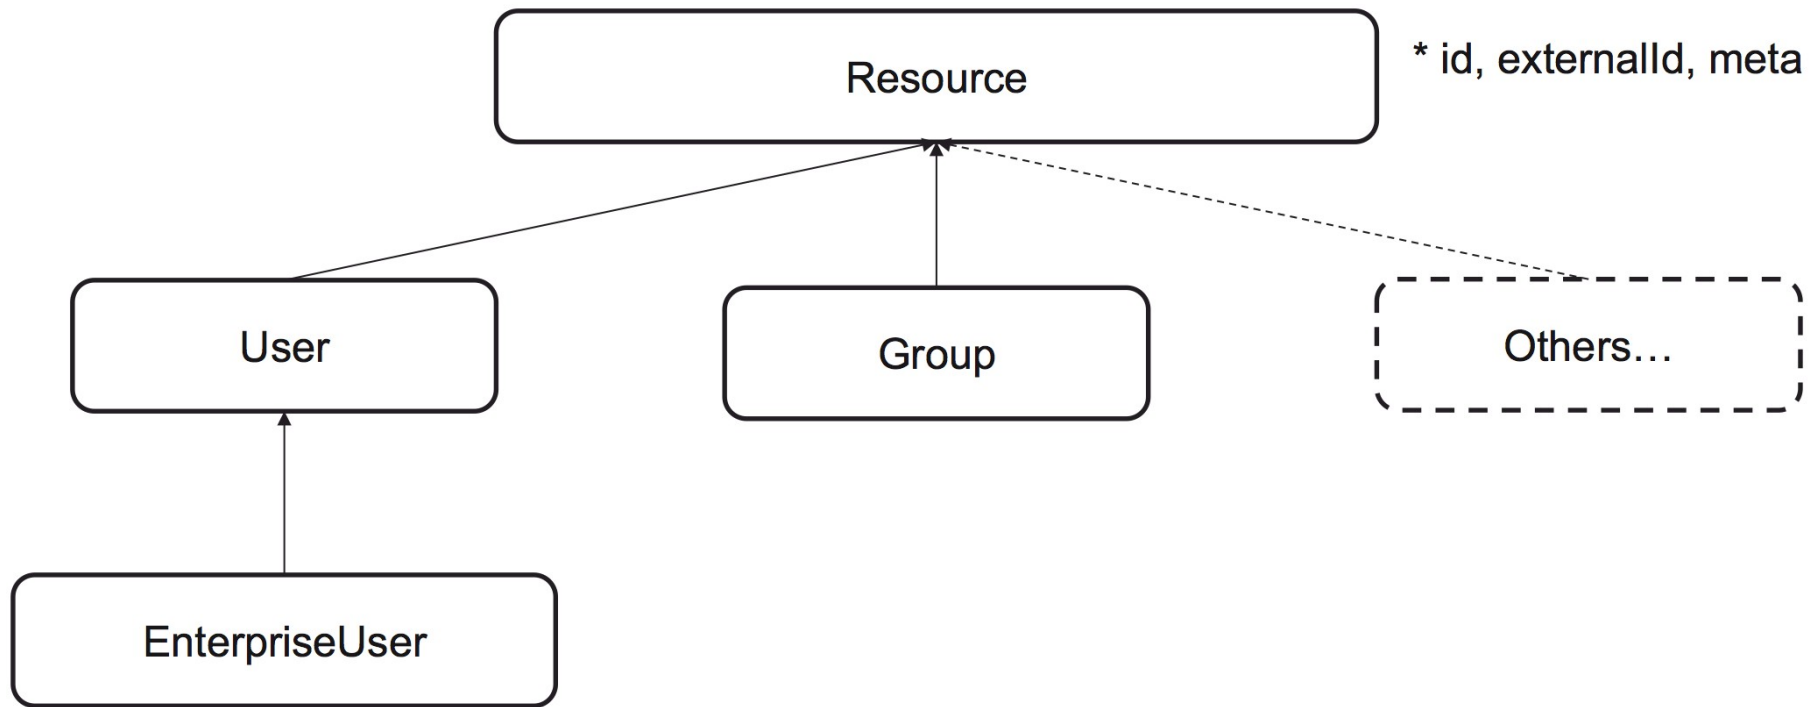 Resource
* id, externalId, meta
User
Group
Others…
EnterpriseUser